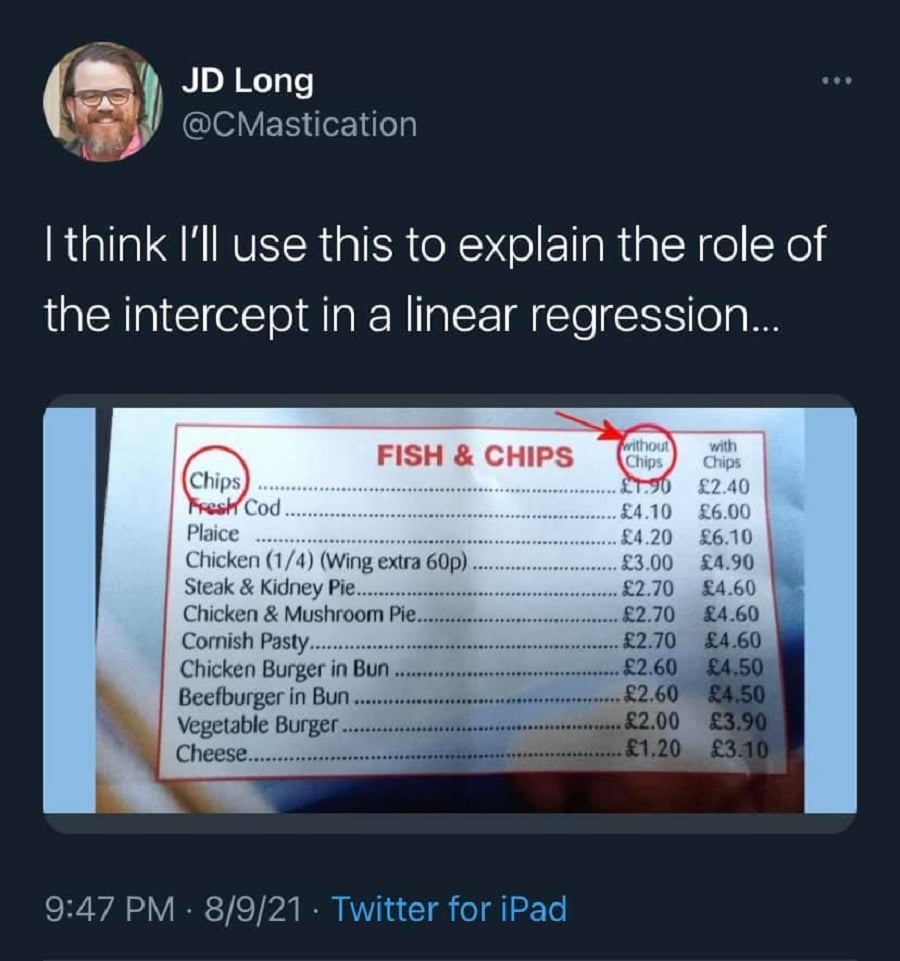 JD Long
@CMastication
I think I'll use this to explain the role of
the intercept in a linear regression...
FISH & CHIPS without Chips with Chips
Chips £1.90 £2.40
Fresh Cod £4.10 £6.00
Plaice £4.20 £6.10
Chicken (1/4) (Wing extra 60p) £3.00 £4.90
Steak & Kidney Pie £2.70 £4.60
Chicken & Mushroom Pie £2.70 £4.60
Cornish Pasty £2.70 £4.60
Chicken Burger in Bun £2.60 £4.50
Beefburger in Bun £2.60 £4.50
Vegetable Burger £2.00 £3.90
Cheese £1.20 £3.10
9:47 PM · 8/9/21 · Twitter for iPad